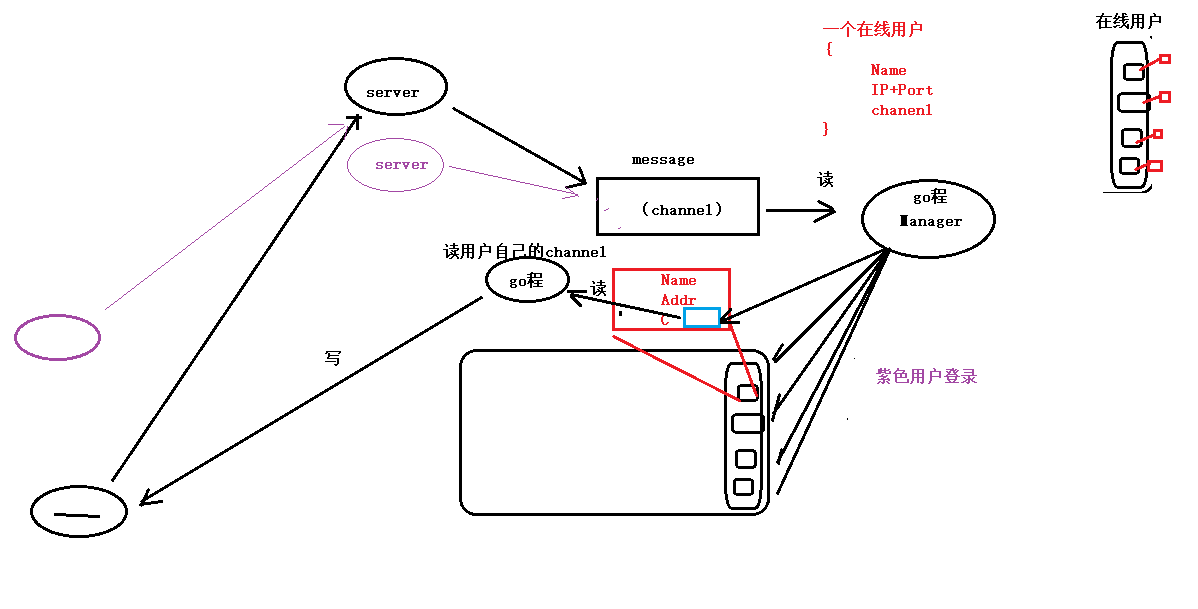 一个在线用户
{
Name
IP+Port
chanenl
}
在线用户
server
server
message
(channel)
读
go程
Manager
读用户自己的channel
go程
读
Name
Addr
C
写
紫色用户登录